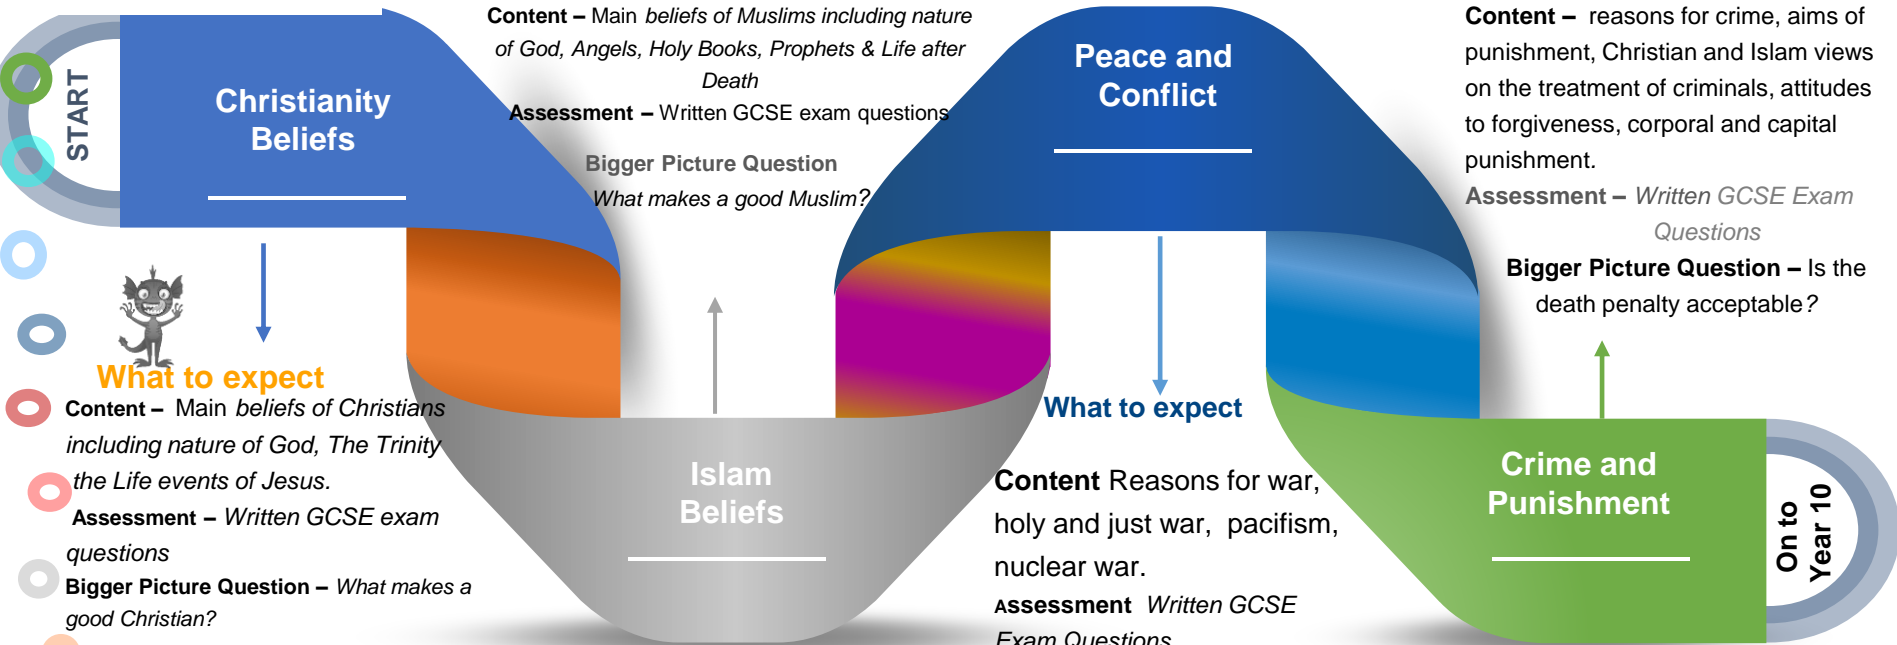 START
Christianity
Beliefs
What to expect
Content – Main beliefs of Christians
including nature of God, The Trinity
the Life events of Jesus.
Assessment – Written GCSE exam
questions
Bigger Picture Question – What makes a
good Christian?
Content – Main beliefs of Muslims including nature
of God, Angels, Holy Books, Prophets & Life after
Death
Assessment – Written GCSE exam questions
Bigger Picture Question
What makes a good Muslim?
Islam
Beliefs
Peace and
Conflict
What to expect
Content Reasons for war,
holy and just war, pacifism,
nuclear war.
Assessment Written GCSE
Exam Questions
Content – reasons for crime, aims of
punishment, Christian and Islam views
on the treatment of criminals, attitudes
to forgiveness, corporal and capital
punishment.
Assessment – Written GCSE Exam
Questions
Bigger Picture Question – Is the
death penalty acceptable?
Crime and
Punishment
On to
Year 10